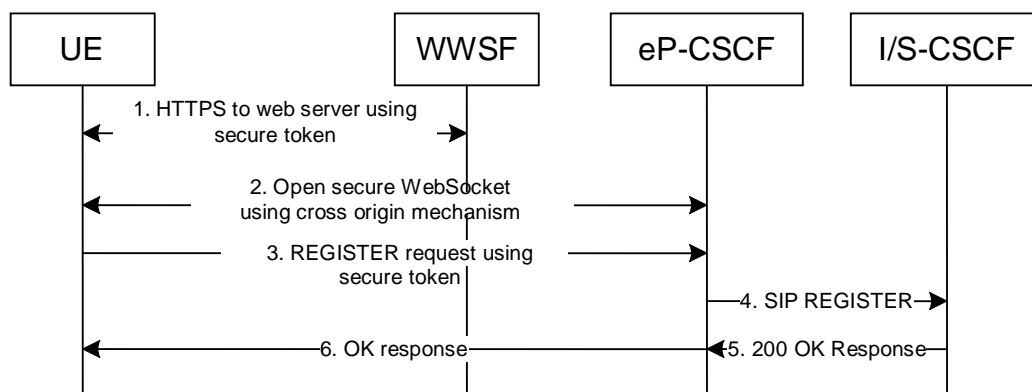 UE
WWSF
eP-CSCF
I/S-CSCF
1. HTTPS to web server using
secure token
2. Open secure WebSocket
using cross origin mechanism
3. REGISTER request using
secure token
4. SIP REGISTER
6. OK response
5. 200 OK Response